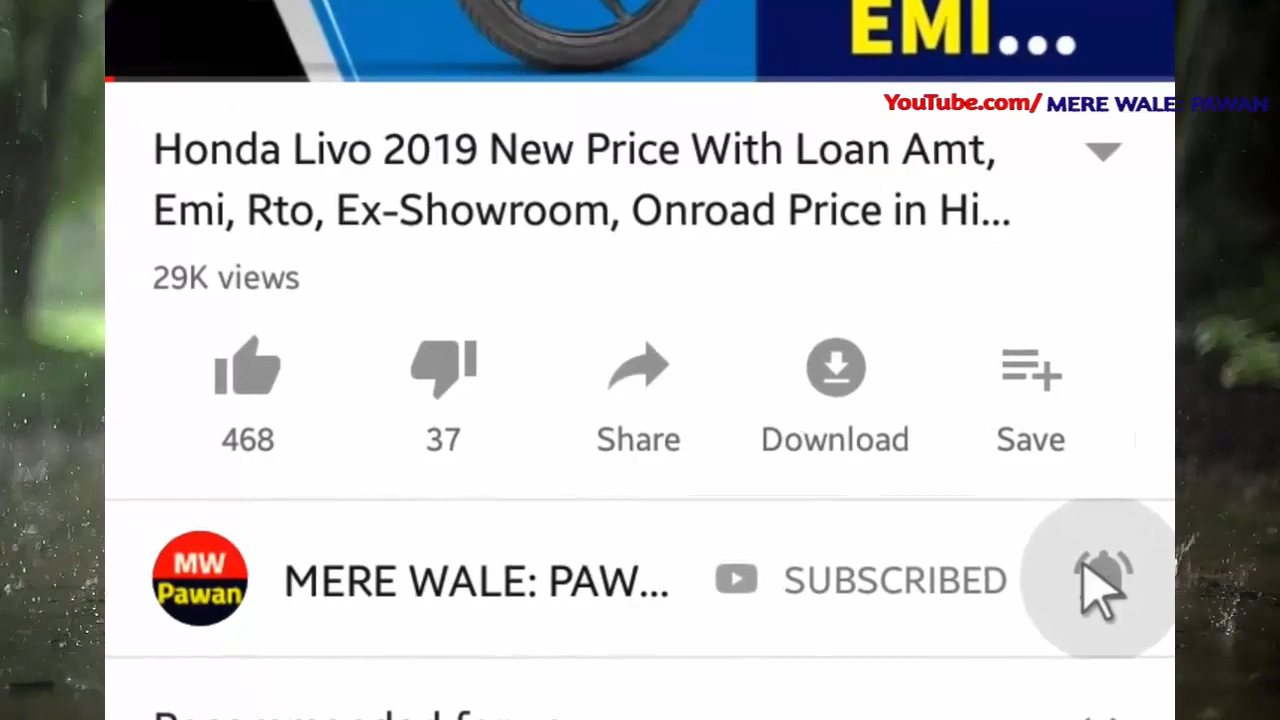 EMI...
YouTube.com/ MERE WALE: PAWAN
Honda Livo 2019 New Price With Loan Amt,
Emi, Rto, Ex-Showroom, Onroad Price in Hi...
29K views
468
37
Share
Download
Save
MW
Pawan
MERE WALE: PAW...
SUBSCRIBED